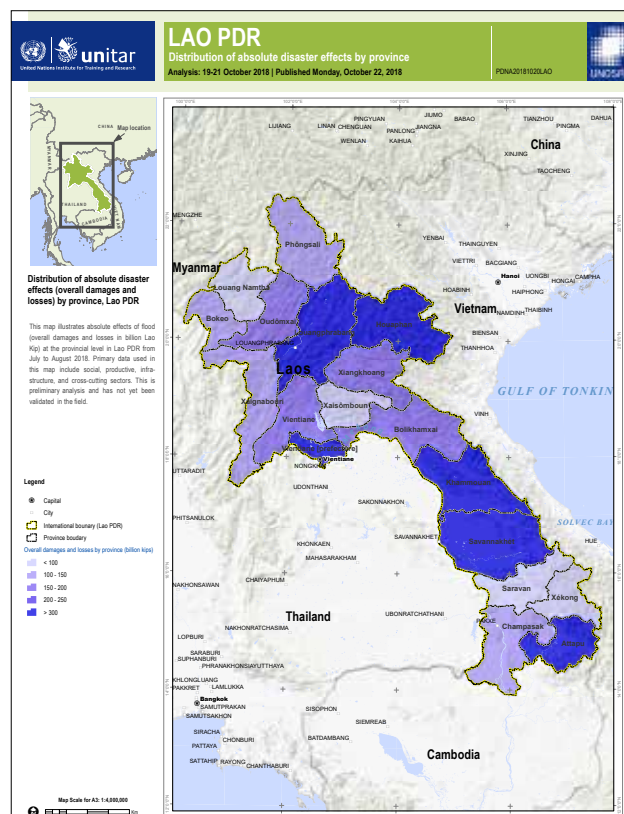 unitar
United Nations Institute for Training and Research
LAO PDR
Distribution of absolute disaster effects by province
Analysis: 19-21 October 2018 | Published Monday, October 22, 2018
PDNA20181020LAO
UNOSAT
CHINA
Map location
MYANMAR
THAILAND
CAMBODIA
Distribution of absolute disaster
effects (overall damages and
losses) by province, Lao PDR
This map illustrates absolute effects of flood
(overall damages and losses in billion Lao
Kip) at the provincial level in Lao PDR from
July to August 2018. Primary data used in
this map include social, productive, infra-
structure, and cross-cutting sectors. This is
preliminary analysis and has not yet been
validated in the field.
Legend
Capital
City
International bounary (Lao PDR)
Province boudary
Overall damages and losses by province (billion kips)
< 100
100 - 150
150 - 200
200 - 250
> 300
Map Scale for A3: 1:4,000,000
Km
LIJIANG
LINAN
PINGYUAN
CHENGUAN
WENLAN
PANLONG
KAIHUA
JIUMO
JIANGNA
BABAO
TIANZHOU
PINGMA
DAHUA
China
XINJING
TAOCHENG
MENGZHE
Phôngsali
YENBAI
THAINGUYEN
VIETTRI
BACGIANG
Myanmar
Louang Namtha
Hanoi
UONGBI
CAMPHA
HOABINH
HONGAI
HAIPHONG
Bokeo
Vietnam
NAMDINH
THAIBINH
BIENSAN
THANHHOA
Laos
Xiangkhoang
GULF OF TONKIN
Xaignabouri
Xaisômboun
Vientiane
Bolikhamxai
VINH
Vientiane
UTTARADIT
UDONTHANI
SAKONNAKHON
PHITSANULOK
SOLVEC BAY
SAVANNAKHET
Savannakhet
HUE
KHONKAEN
MAHASARAKHAM
NAKHONSAWAN
CHAIYAPHUM
Saravan
Xékong
Thailand
UBONRATCHATHANI
PAKXE
Champasak
Attapu
NAKHONRATCHASIMA
LOPBURI
SARABURI
SUPHANBURI
PHRANAKHONSIAYUTTHAYA
KHLONGLUANG
PAKKRET
LAMLUKKA
Bangkok
SAMUTPRAKAN
SAMUTSAKHON
SISOPHON
SIEMREAB
SIRACHA
CHONBURI
BATDAMBANG
PATTAYA
SATTAHIP
RAYONG
CHANTHABURI
Cambodia